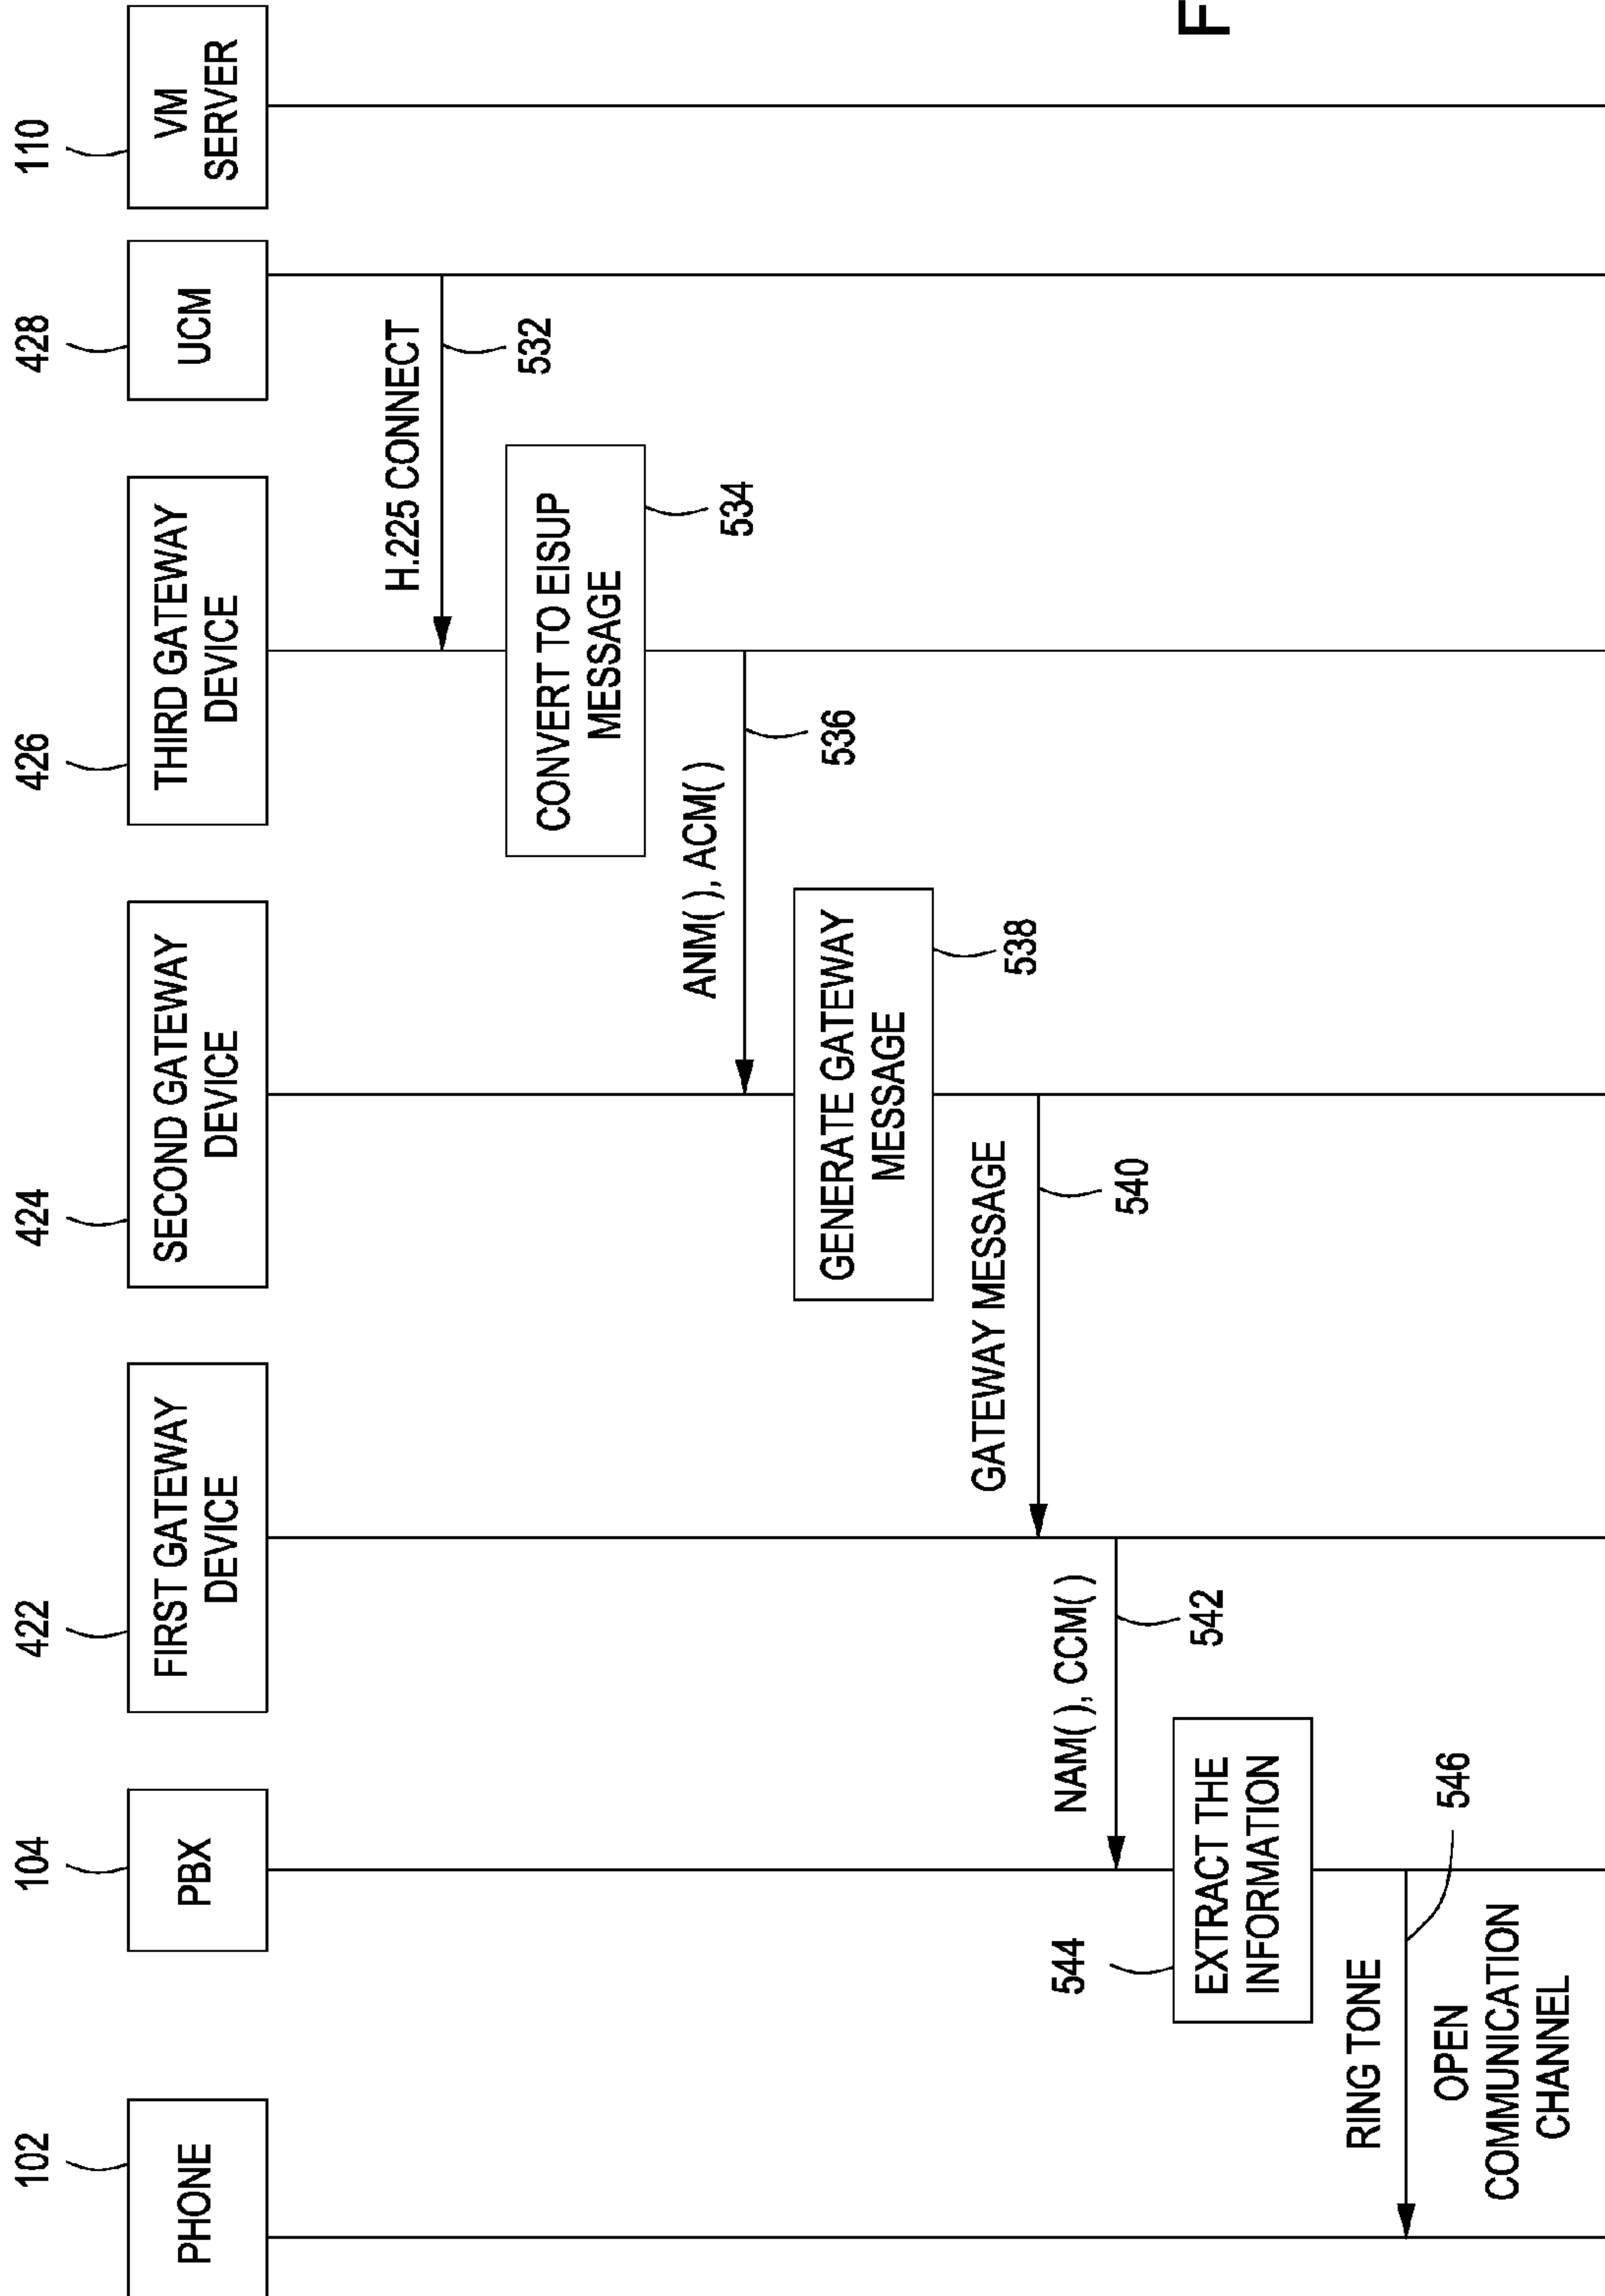 102
PHONE
104
PBX
422
FIRST GATEWAY
DEVICE
424
SECOND GATEWAY
DEVICE
426
THIRD GATEWAY
DEVICE
428
UCM
110
VM
SERVER
H.225 CONNECT
532
CONVERT TO EISUP
MESSAGE
534
ANM( ), ACM( )
536
GENERATE GATEWAY
MESSAGE
538
GATEWAY MESSAGE
540
NAM( ), CCM( )
542
544
EXTRACT THE
INFORMATION
RING TONE
546
OPEN
COMMUNICATION
CHANNEL
F